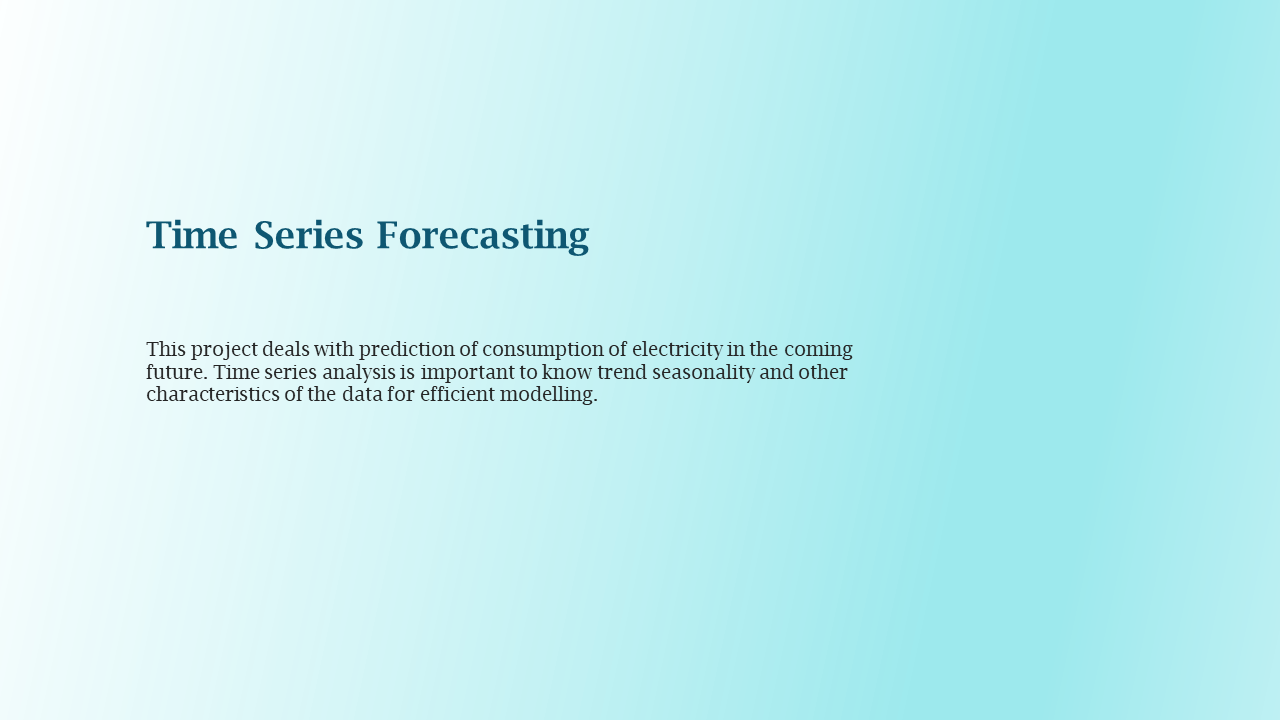 Time Series Forecasting
This project deals with prediction of consumption of electricity in the coming
future. Time series analysis is important to know trend seasonality and other
characteristics of the data for efficient modelling.